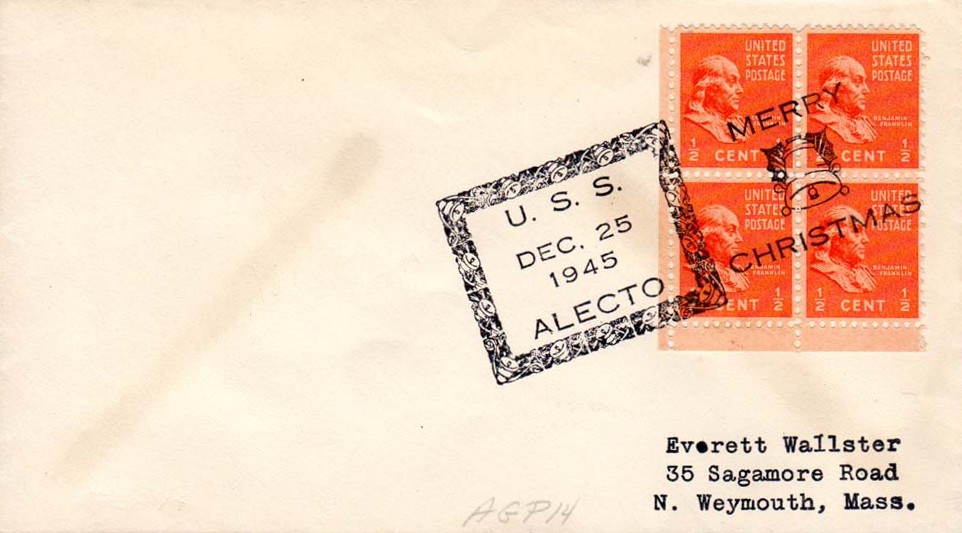 UNITED
STATES
POSTAGE
BENJAMIN
FRANKLIN
1/2 CENT 1/2
UNITED
STATES
POSTAGE
BENJAMIN
FRANKLIN
1/2 CENT 1/2
UNITED
STATES
POSTAGE
BENJAMIN
FRANKLIN
1/2 CENT 1/2
UNITED
STATES
POSTAGE
BENJAMIN
FRANKLIN
1/2 CENT 1/2
MERRY
CHRISTMAS
U. S. S.
DEC. 25
1945
ALECTO
Everett Wallster
35 Sagamore Road
N. Weymouth, Mass.
AGP14